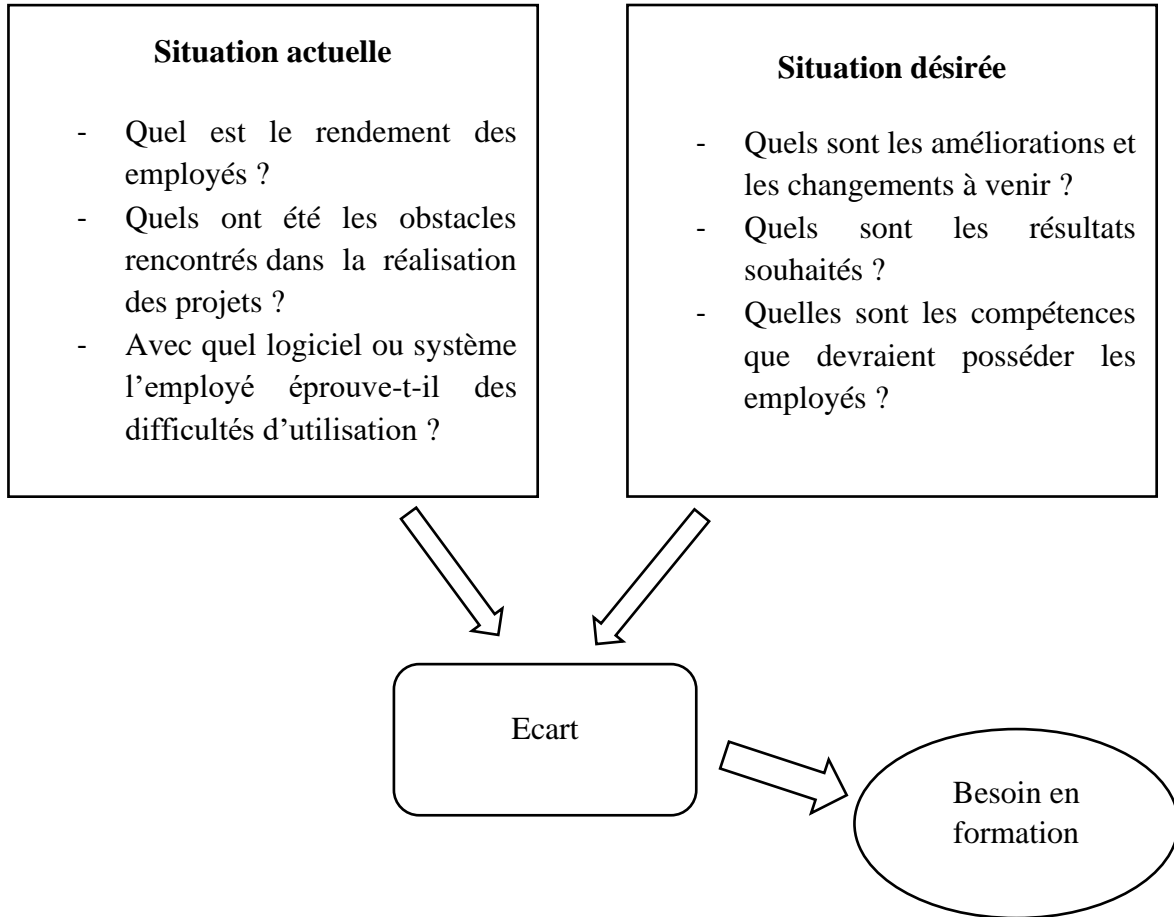 Situation actuelle
- Quel est le rendement des
employés ?
- Quels ont été les obstacles
rencontrés dans la réalisation
des projets ?
- Avec quel logiciel ou système
l’employé éprouve-t-il des
difficultés d’utilisation ?
Situation désirée
- Quels sont les améliorations et
les changements à venir ?
- Quels sont les résultats
souhaités ?
- Quelles sont les compétences
que devraient posséder les
employés ?
Ecart
Besoin en
formation